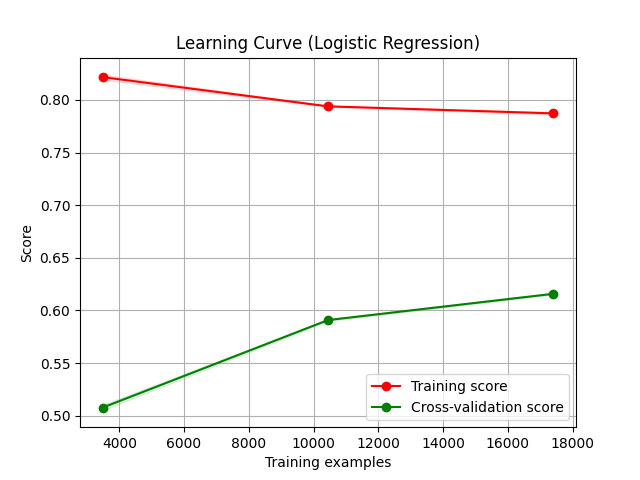 Learning Curve (Logistic Regression)
0.80
0.75
0.70
0.65
0.60
0.55
0.50
Score
Training score
Cross-validation score
4000 6000 8000 10000 12000 14000 16000 18000
Training examples